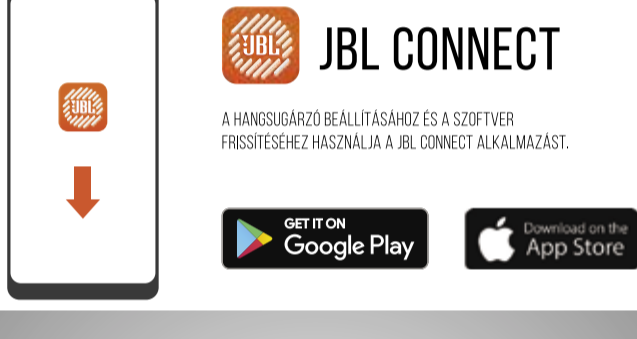 JBL
JBL
JBL CONNECT
A HANGSUGÁRZÓ BEÁLLÍTÁSÁHOZ ÉS A SZOFTVER
FRISSÍTÉSÉHEZ HASZNÁLJA A JBL CONNECT ALKALMAZÁST.
GET IT ON
Google Play
Download on the
App Store